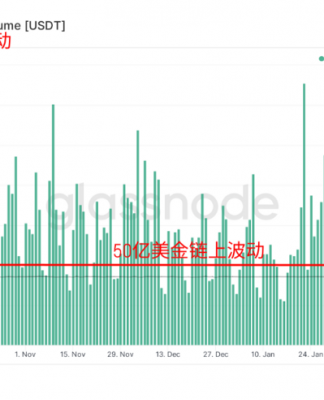 ume [USDT]
动
glassnode
50亿美金链上波动
1. Nov 15. Nov 29. Nov 13. Dec 27. Dec 10. Jan 24. Jan